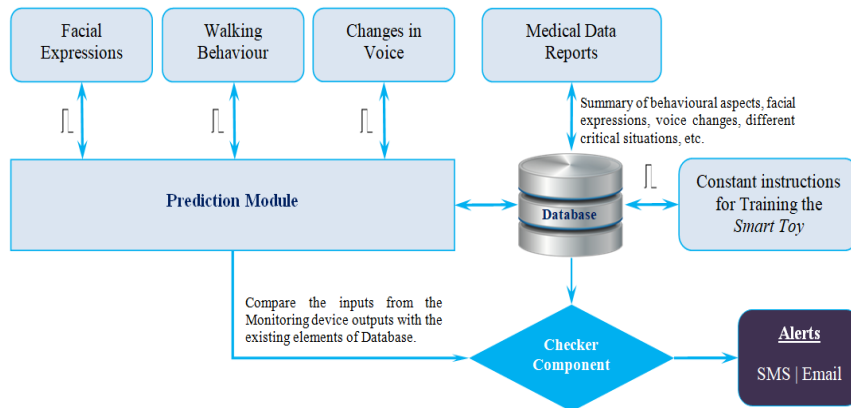 Facial
Expressions
Walking
Behaviour
Changes in
Voice
Medical Data
Reports
Summary of behavioural aspects, facial
expressions, voice changes, different
critical situations, etc.
Prediction Module
Database
Constant instructions
for Training the
Smart Toy
Compare the inputs from the
Monitoring device outputs with the
existing elements of Database.
Checker
Component
Alerts
SMS | Email